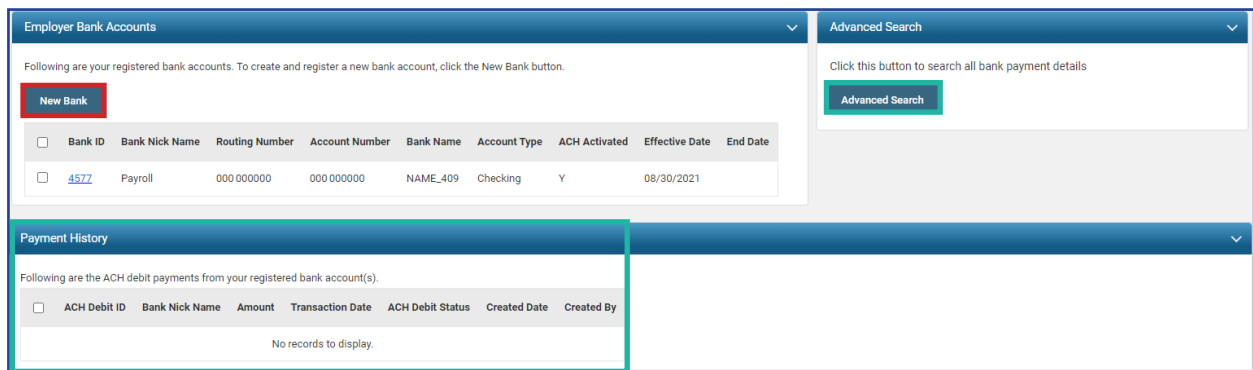 Employer Bank Accounts
Following are your registered bank accounts. To create and register a new bank account, click the New Bank button.
New Bank
Bank ID Bank Nick Name Routing Number Account Number Bank Name Account Type ACH Activated Effective Date End Date
4577 Payroll 000 000000 000 000000 NAME_409 Checking Y 08/30/2021
Advanced Search
Click this button to search all bank payment details
Advanced Search
Payment History
Following are the ACH debit payments from your registered bank account(s).
ACH Debit ID Bank Nick Name Amount Transaction Date ACH Debit Status Created Date Created By
No records to display.